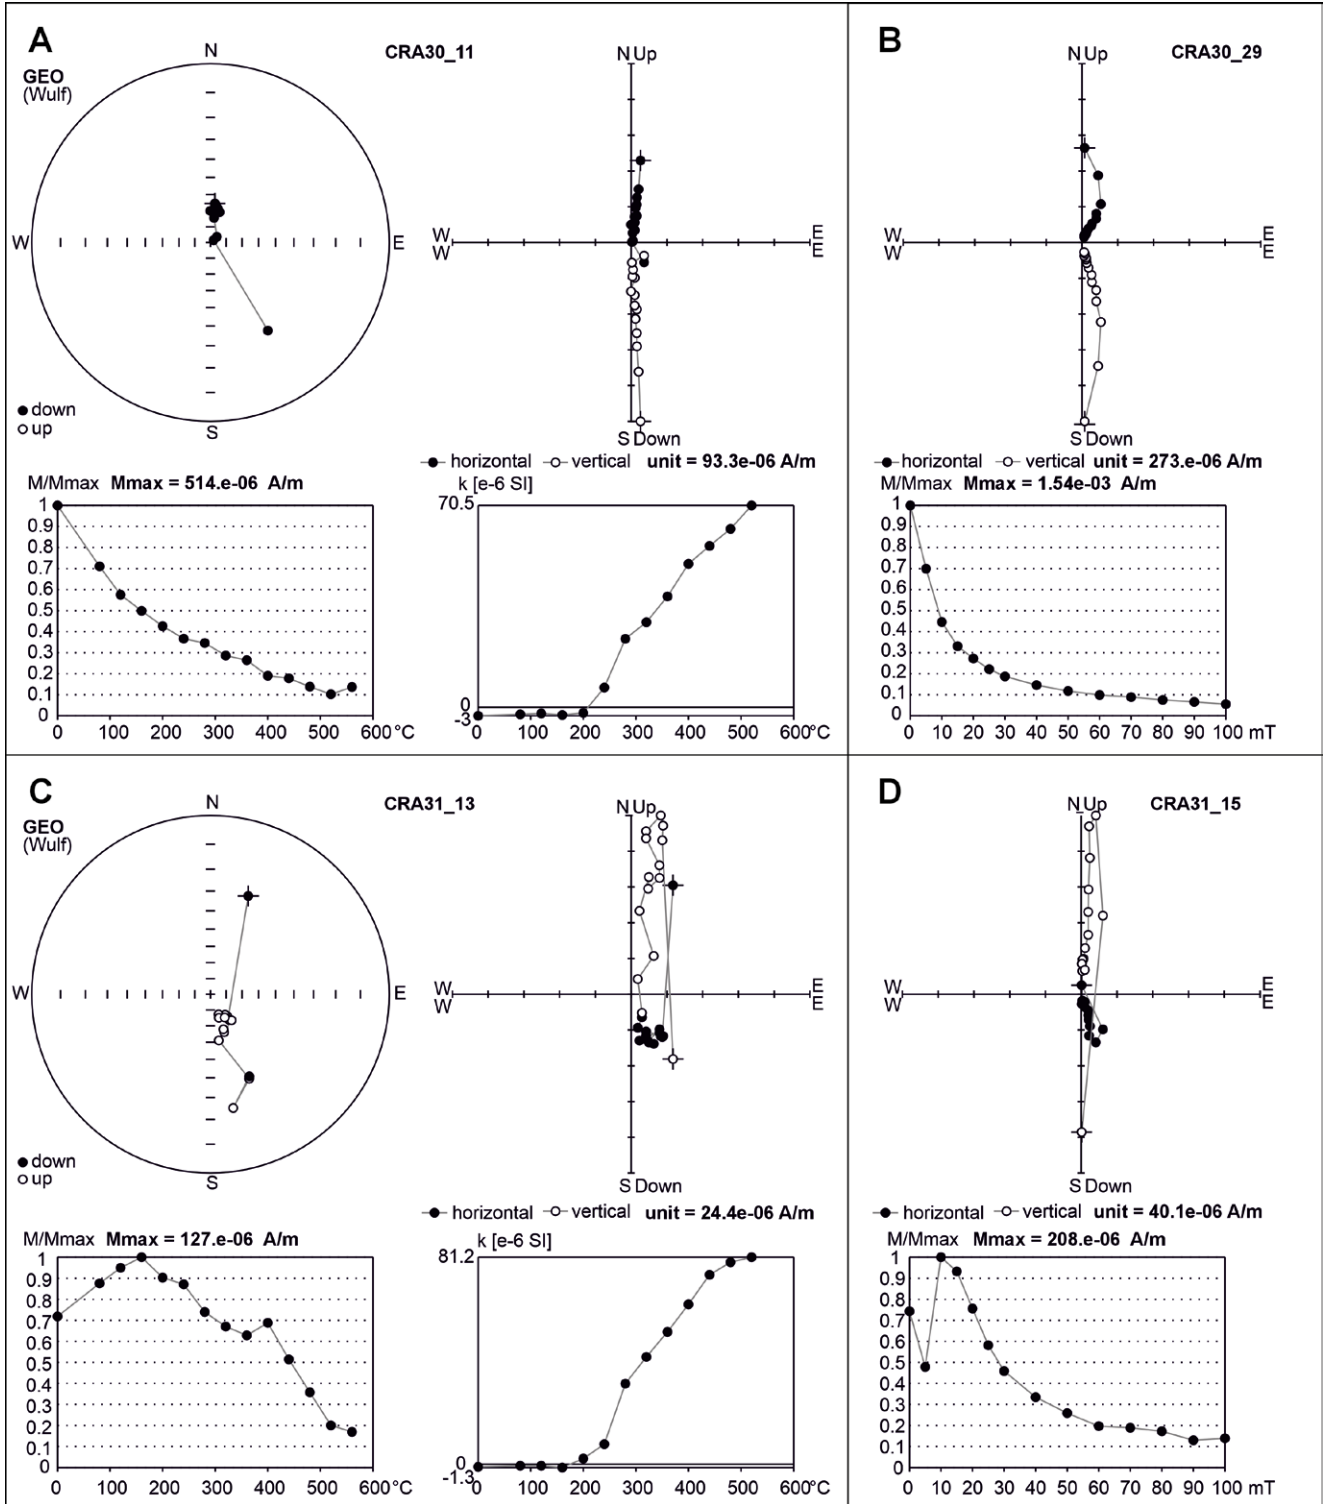 A
CRA30_11
GEO
(Wulf)
N
W
E
S
down
up
N Up
W
W
E
E
S Down
horizontal vertical unit = 93.3e-06 A/m
M/Mmax Mmax = 514.e-06 A/m
1
0.9
0.8
0.7
0.6
0.5
0.4
0.3
0.2
0.1
0
0 100 200 300 400 500 600°C
k [e-6 SI]
70.5
0
-3
0 100 200 300 400 500 600°C
B
CRA30_29
N Up
W
W
E
E
S Down
horizontal vertical unit = 273.e-06 A/m
M/Mmax Mmax = 1.54e-03 A/m
1
0.9
0.8
0.7
0.6
0.5
0.4
0.3
0.2
0.1
0
0 10 20 30 40 50 60 70 80 90 100 mT
C
CRA31_13
GEO
(Wulf)
N
W
E
S
down
up
N Up
W
W
E
E
S Down
horizontal vertical unit = 24.4e-06 A/m
M/Mmax Mmax = 127.e-06 A/m
1
0.9
0.8
0.7
0.6
0.5
0.4
0.3
0.2
0.1
0
0 100 200 300 400 500 600°C
k [e-6 SI]
81.2
0
-1.3
0 100 200 300 400 500 600°C
D
CRA31_15
N Up
W
W
E
E
S Down
horizontal vertical unit = 40.1e-06 A/m
M/Mmax Mmax = 208.e-06 A/m
1
0.9
0.8
0.7
0.6
0.5
0.4
0.3
0.2
0.1
0
0 10 20 30 40 50 60 70 80 90 100 mT